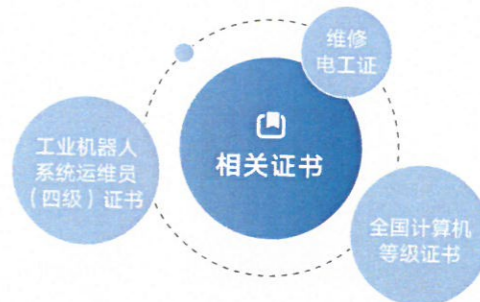 维修
电工证
相关证书
工业机器人
系统运维员
（四级）证书
全国计算机
等级证书